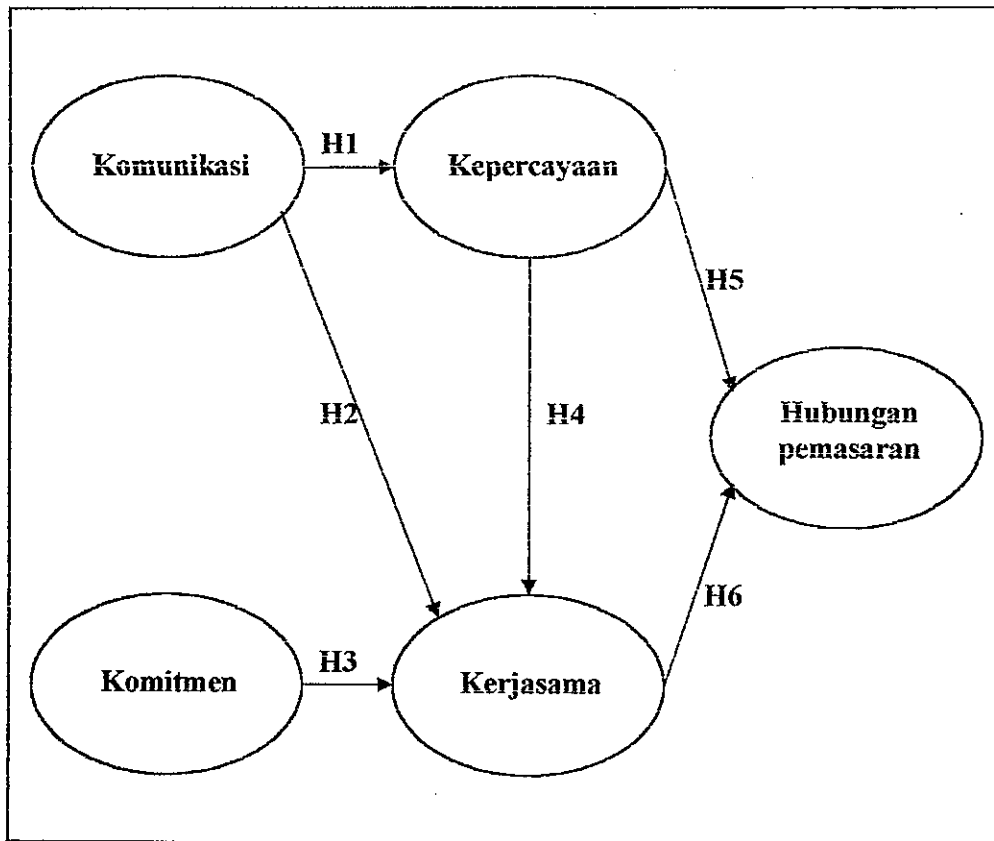 Komunikasi
H1
Kepercayaan
H5
H2
H4
Hubungan
pemasaran
H6
Komitmen
H3
Kerjasama